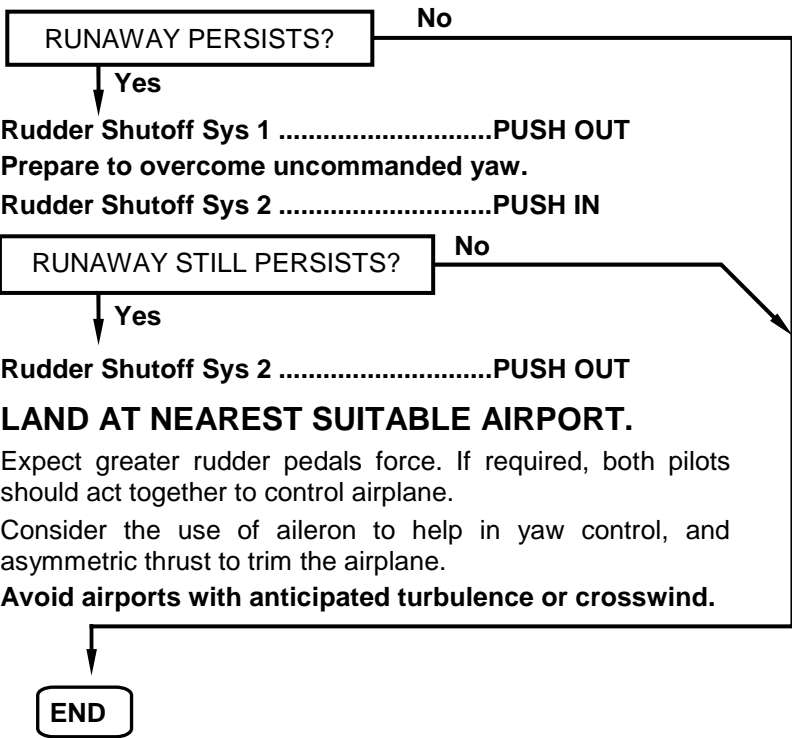 No
RUNAWAY PERSISTS?
Yes
Rudder Shutoff Sys 1 .............................PUSH OUT
Prepare to overcome uncommanded yaw.
Rudder Shutoff Sys 2 .............................PUSH IN
No
RUNAWAY STILL PERSISTS?
Yes
Rudder Shutoff Sys 2 .............................PUSH OUT
LAND AT NEAREST SUITABLE AIRPORT.
Expect greater rudder pedals force. If required, both pilots
should act together to control airplane.
Consider the use of aileron to help in yaw control, and
asymmetric thrust to trim the airplane.
Avoid airports with anticipated turbulence or crosswind.
END